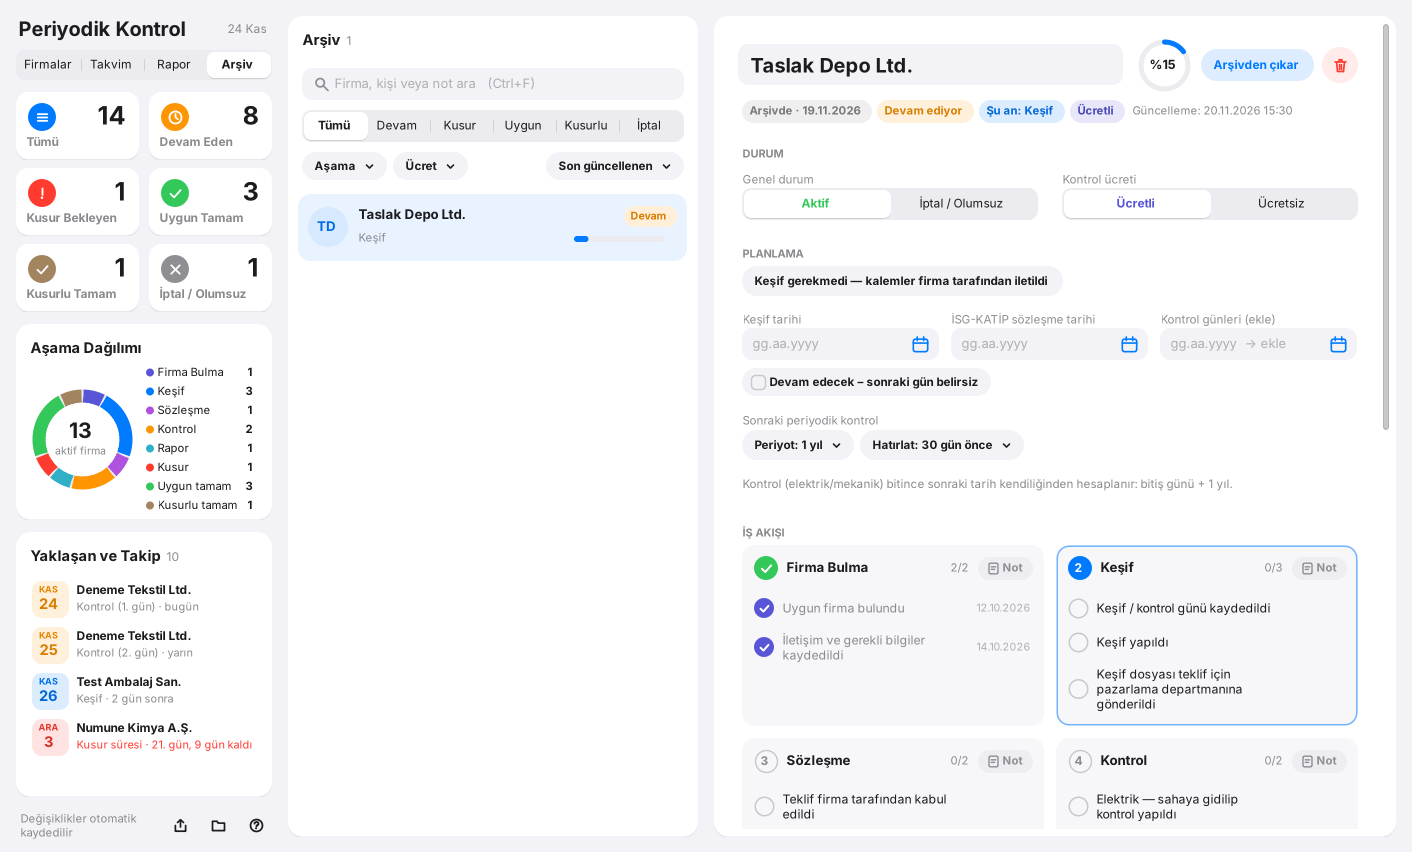 Periyodik Kontrol
24 Kas
Firmalar
Takvim
Rapor
Arşiv
14
Tümü
8
Devam Eden
1
Kusur Bekleyen
3
Uygun Tamam
1
Kusurlu Tamam
1
İptal / Olumsuz
Aşama Dağılımı
13
aktif firma
Firma Bulma 1
Keşif 3
Sözleşme 1
Kontrol 2
Rapor 1
Kusur 1
Uygun tamam 3
Kusurlu tamam 1
Yaklaşan ve Takip 10
KAS
24
Deneme Tekstil Ltd.
Kontrol (1. gün) · bugün
KAS
25
Deneme Tekstil Ltd.
Kontrol (2. gün) · yarın
KAS
26
Test Ambalaj San.
Keşif · 2 gün sonra
ARA
3
Numune Kimya A.Ş.
Kusur süresi · 21. gün, 9 gün kaldı
Değişiklikler otomatik
kaydedilir
Arşiv 1
Firma, kişi veya not ara (Ctrl+F)
Tümü
Devam
Kusur
Uygun
Kusurlu
İptal
Aşama
Ücret
Son güncellenen
TD
Taslak Depo Ltd.
Keşif
Devam
Taslak Depo Ltd.
%15
Arşivden çıkar
Arşivde · 19.11.2026
Devam ediyor
Şu an: Keşif
Ücretli
Güncelleme: 20.11.2026 15:30
DURUM
Genel durum
Aktif
İptal / Olumsuz
Kontrol ücreti
Ücretli
Ücretsiz
PLANLAMA
Keşif gerekmedi — kalemler firma tarafından iletildi
Keşif tarihi
gg.aa.yyyy
İSG-KATİP sözleşme tarihi
gg.aa.yyyy
Kontrol günleri (ekle)
gg.aa.yyyy → ekle
Devam edecek – sonraki gün belirsiz
Sonraki periyodik kontrol
Periyot: 1 yıl
Hatırlat: 30 gün önce
Kontrol (elektrik/mekanik) bitince sonraki tarih kendiliğinden hesaplanır: bitiş günü + 1 yıl.
İŞ AKIŞI
Firma Bulma
2/2
Not
Uygun firma bulundu
12.10.2026
İletişim ve gerekli bilgiler
kaydedildi
14.10.2026
2
Keşif
0/3
Not
Keşif / kontrol günü kaydedildi
Keşif yapıldı
Keşif dosyası teklif için
pazarlama departmanına
gönderildi
3
Sözleşme
0/2
Not
Teklif firma tarafından kabul
edildi
4
Kontrol
0/2
Not
Elektrik — sahaya gidilip
kontrol yapıldı